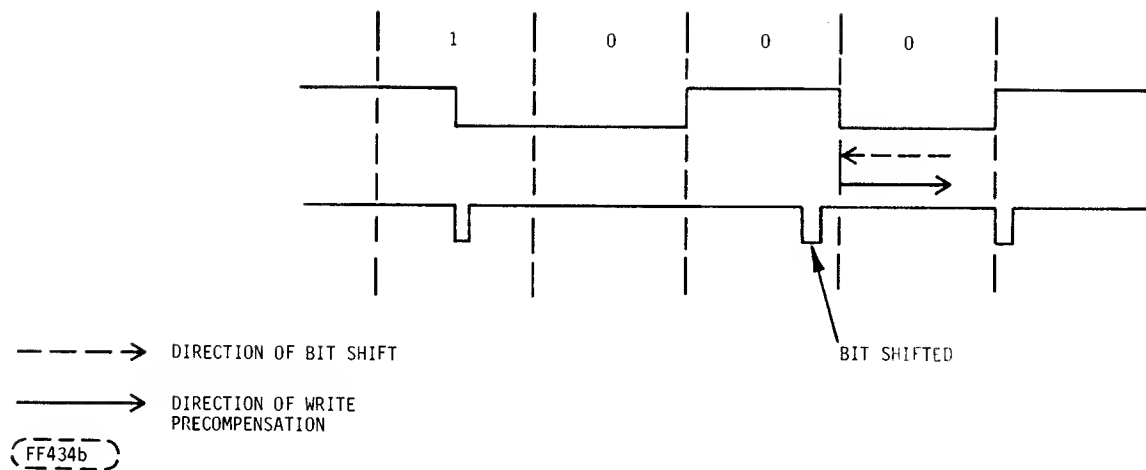 1 0 0 0
BIT SHIFTED
DIRECTION OF BIT SHIFT
DIRECTION OF WRITE
PRECOMPENSATION
FF434b